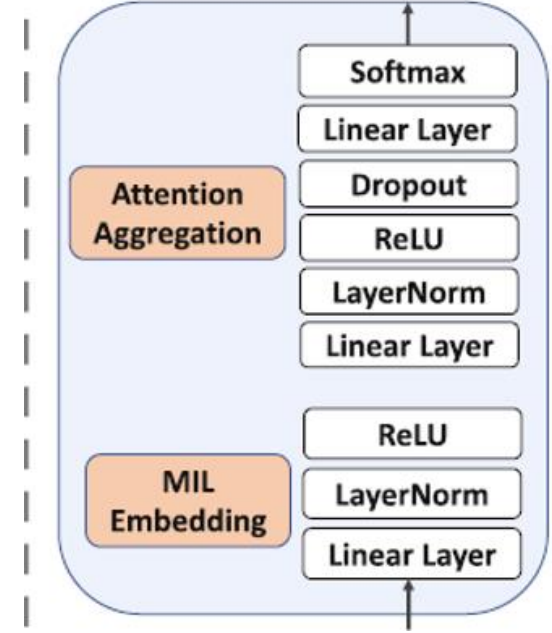 Softmax
Linear Layer
Attention
Aggregation
Dropout
ReLU
LayerNorm
Linear Layer
ReLU
MIL
Embedding
LayerNorm
Linear Layer